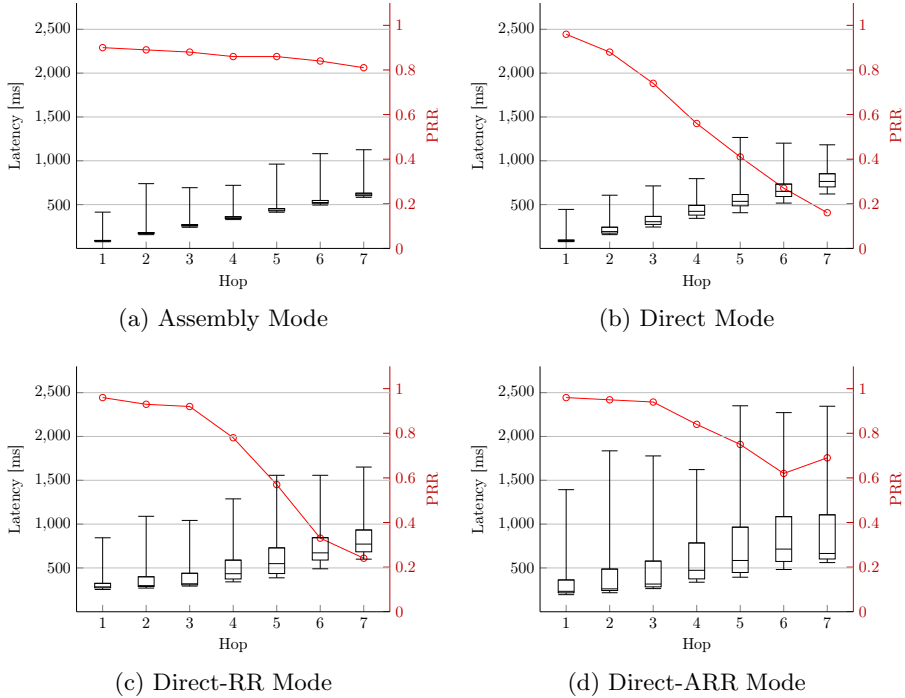 2,500
2,000
1,500
1,000
500
Latency [ms]
1
0.8
0.6
0.4
0.2
0
PRR
1 2 3 4 5 6 7
Hop
(a) Assembly Mode
2,500
2,000
1,500
1,000
500
Latency [ms]
1
0.8
0.6
0.4
0.2
0
PRR
1 2 3 4 5 6 7
Hop
(b) Direct Mode
2,500
2,000
1,500
1,000
500
Latency [ms]
1
0.8
0.6
0.4
0.2
0
PRR
1 2 3 4 5 6 7
Hop
(c) Direct-RR Mode
2,500
2,000
1,500
1,000
500
Latency [ms]
1
0.8
0.6
0.4
0.2
0
PRR
1 2 3 4 5 6 7
Hop
(d) Direct-ARR Mode